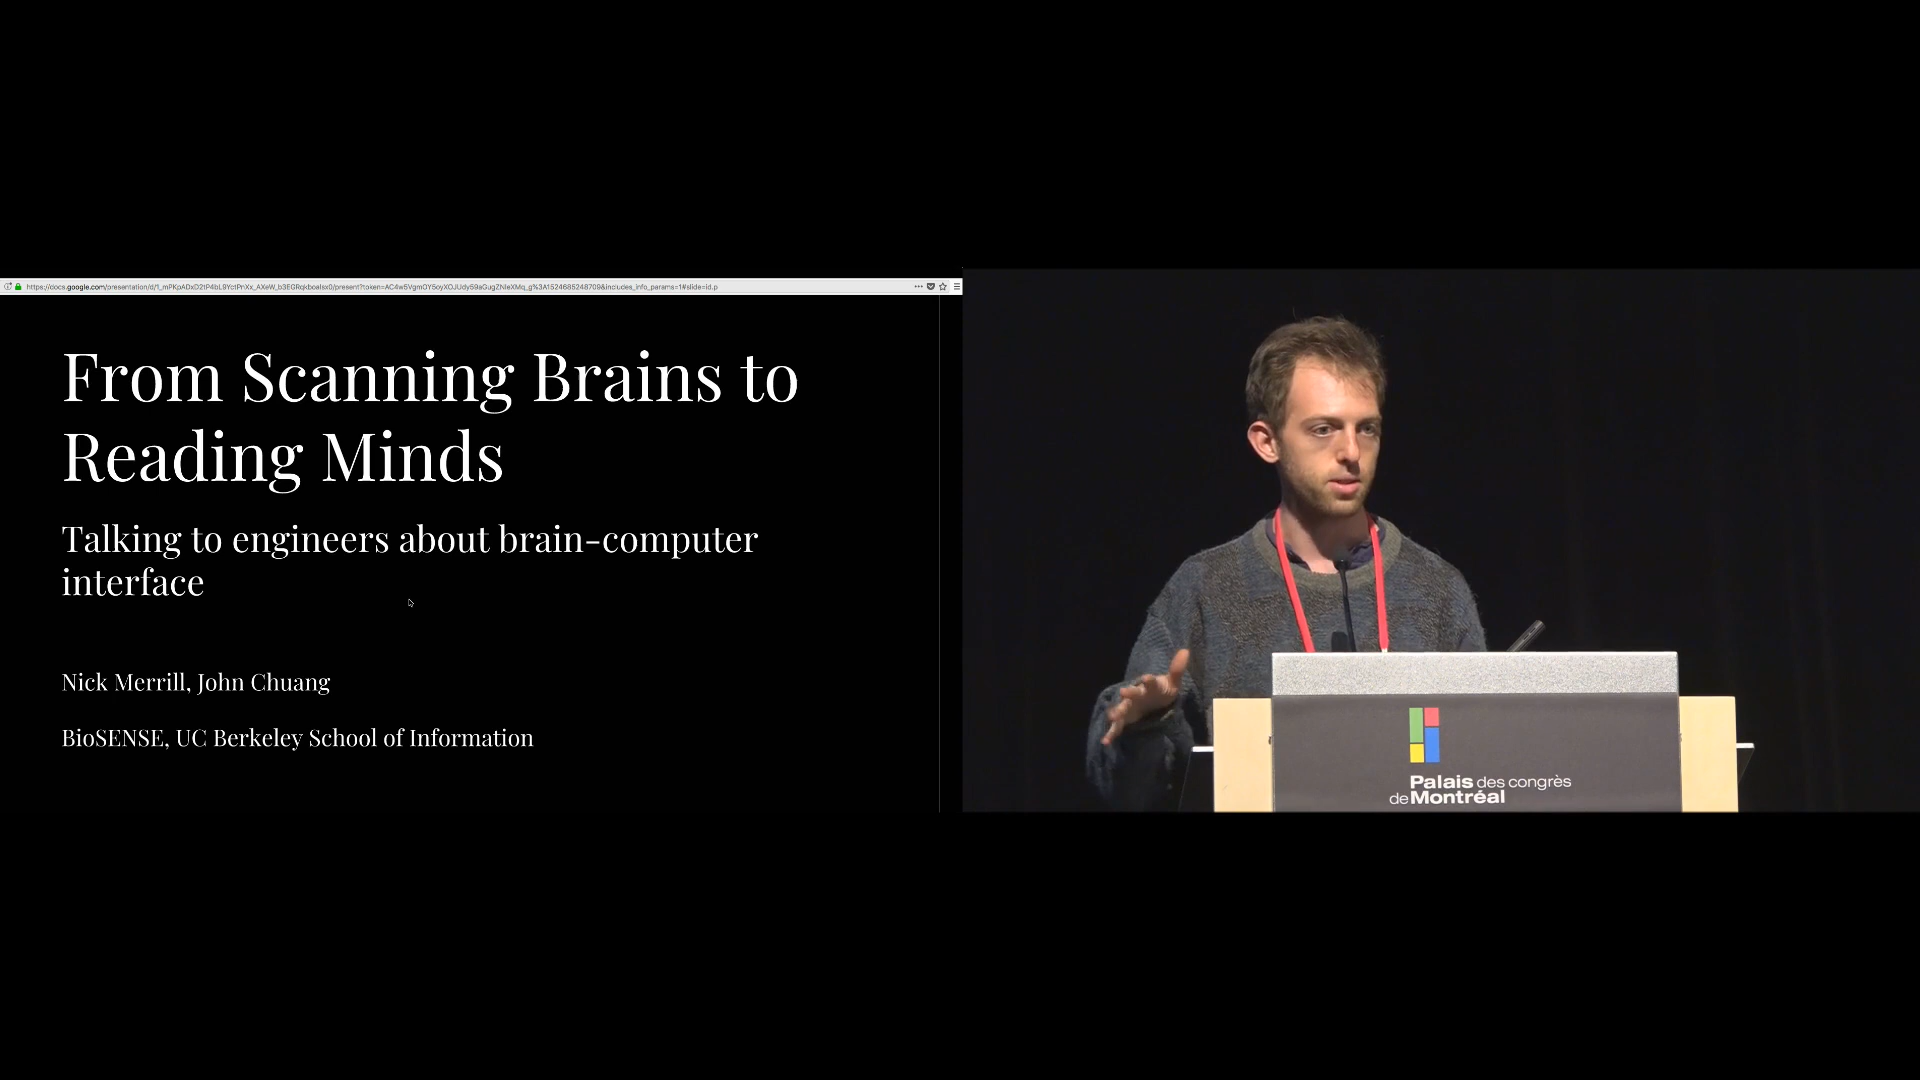 From Scanning Brains to
Reading Minds
Talking to engineers about brain-computer
interface
Nick Merrill, John Chuang
BioSENSE, UC Berkeley School of Information
Palais des congrès
de Montréal